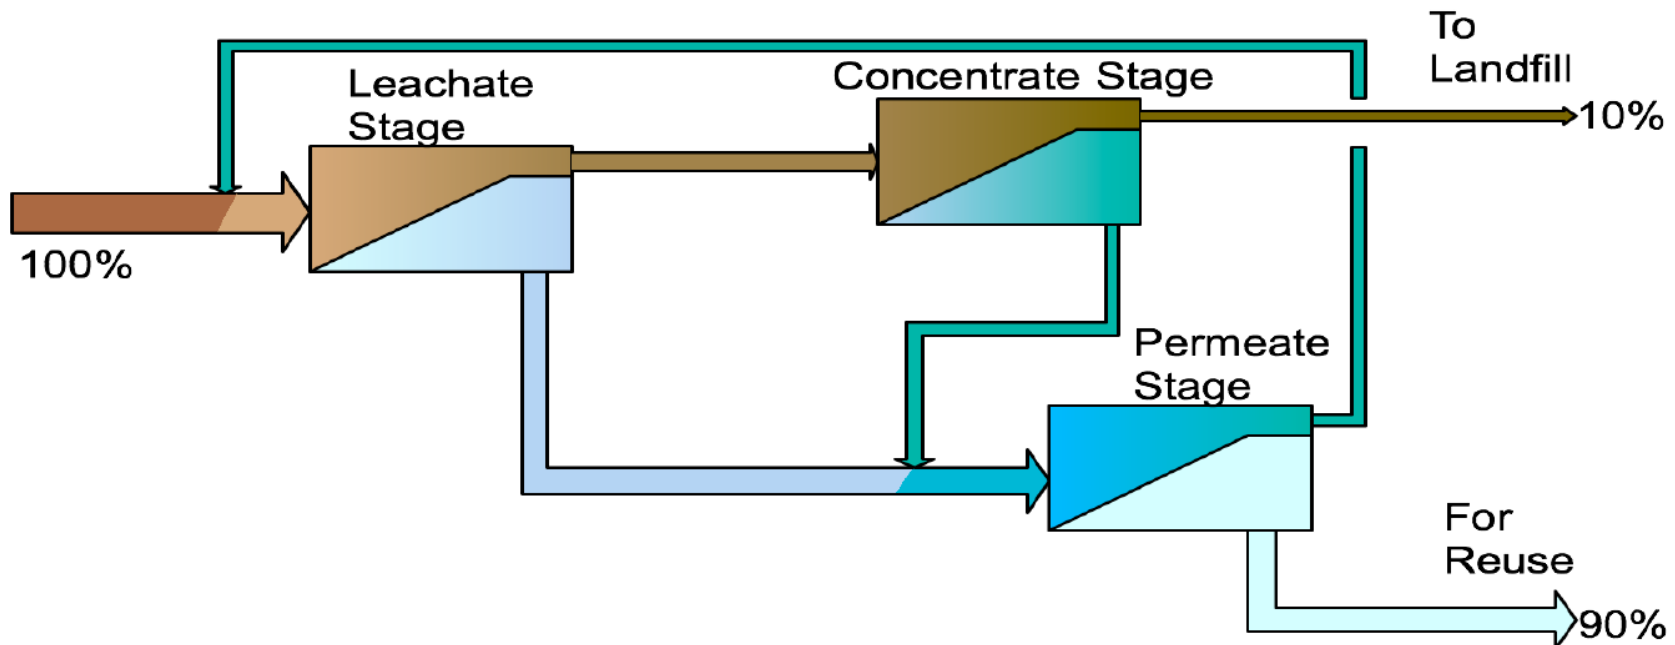 To
Landfill
10%
Leachate
Stage
Concentrate Stage
100%
Permeate
Stage
For
Reuse
90%